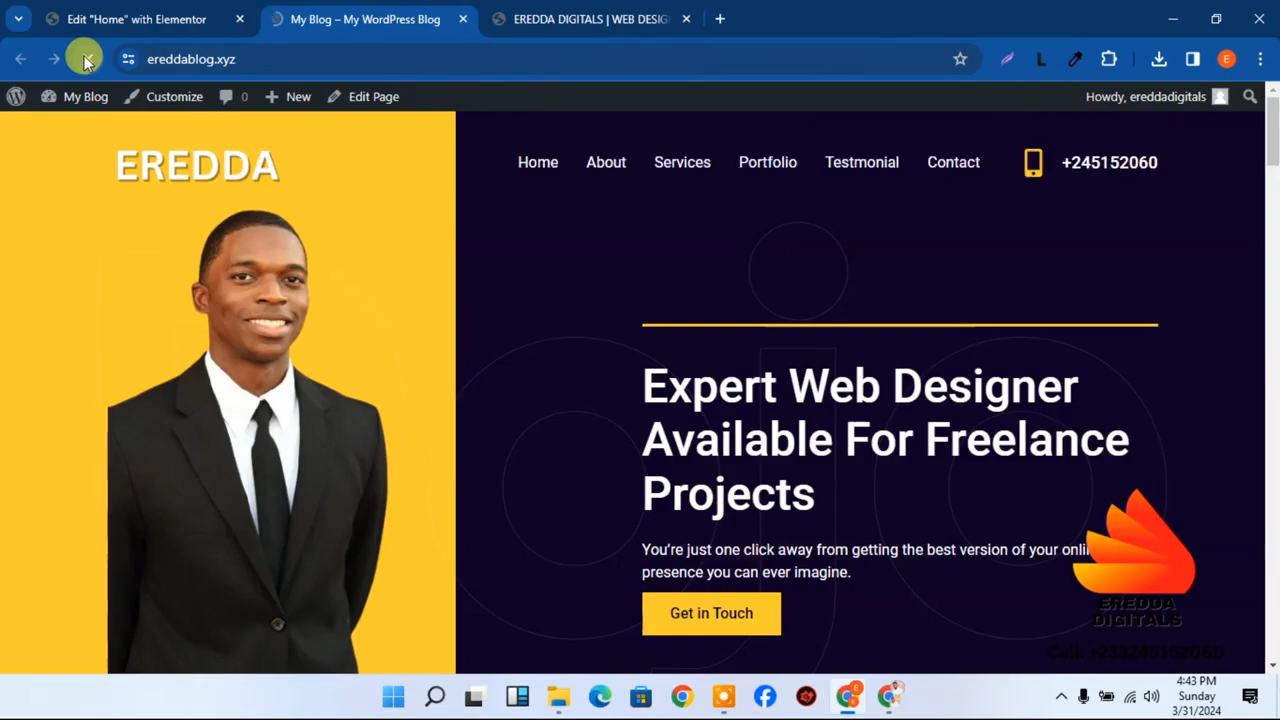 Edit "Home" with Elementor
My Blog – My WordPress Blog
EREDDA DIGITALS | WEB DESIG
ereddablog.xyz
E
My Blog
Customize
0
New
Edit Page
Howdy, ereddadigitals
EREDDA
Home
About
Services
Portfolio
Testmonial
Contact
+245152060
Expert Web Designer
Available For Freelance
Projects
You're just one click away from getting the best version of your onli
presence you can ever imagine.
Get in Touch
EREDDA
DIGITALS
Call: +233245152060
4:43 PM
Sunday
3/31/2024